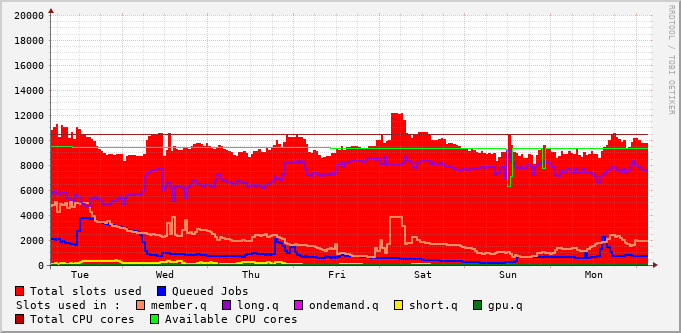 20000
18000
16000
14000
12000
10000
8000
6000
4000
2000
0
Tue Wed Thu Fri Sat Sun Mon
RRDTOOL / TOBI OETIKER
Total slots used Queued Jobs
Slots used in : member.q long.q ondemand.q short.q gpu.q
Total CPU cores Available CPU cores